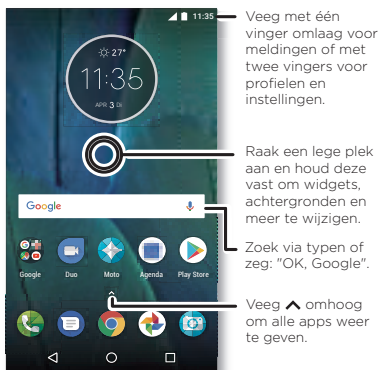 11:35
27°
11:35
APR 3 DI
Google
Google
Duo
Moto
Agenda
Play Store
Veeg met één
vinger omlaag voor
meldingen of met
twee vingers voor
profielen en
instellingen.
Raak een lege plek
aan en houd deze
vast om widgets,
achtergronden en
meer te wijzigen.
Zoek via typen of
zeg: "OK, Google".
Veeg omhoog
om alle apps weer
te geven.